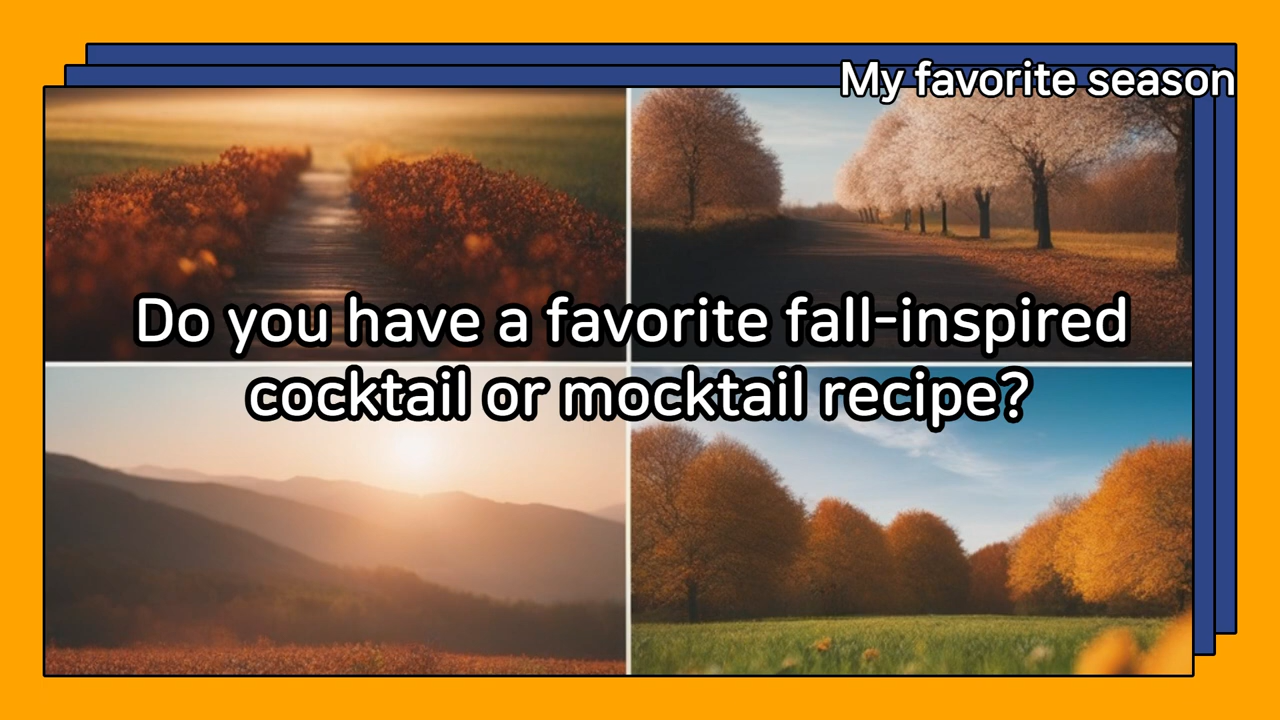 My favorite season
Do you have a favorite fall-inspired
cocktail or mocktail recipe?